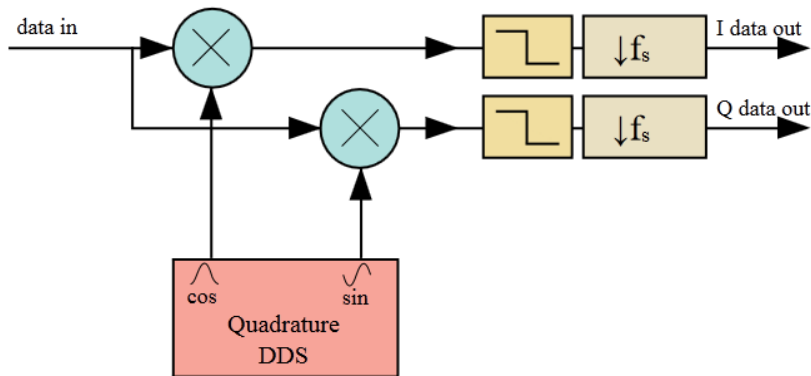 data in
I data out
↓fs
Q data out
↓fs
cos
sin
Quadrature
DDS